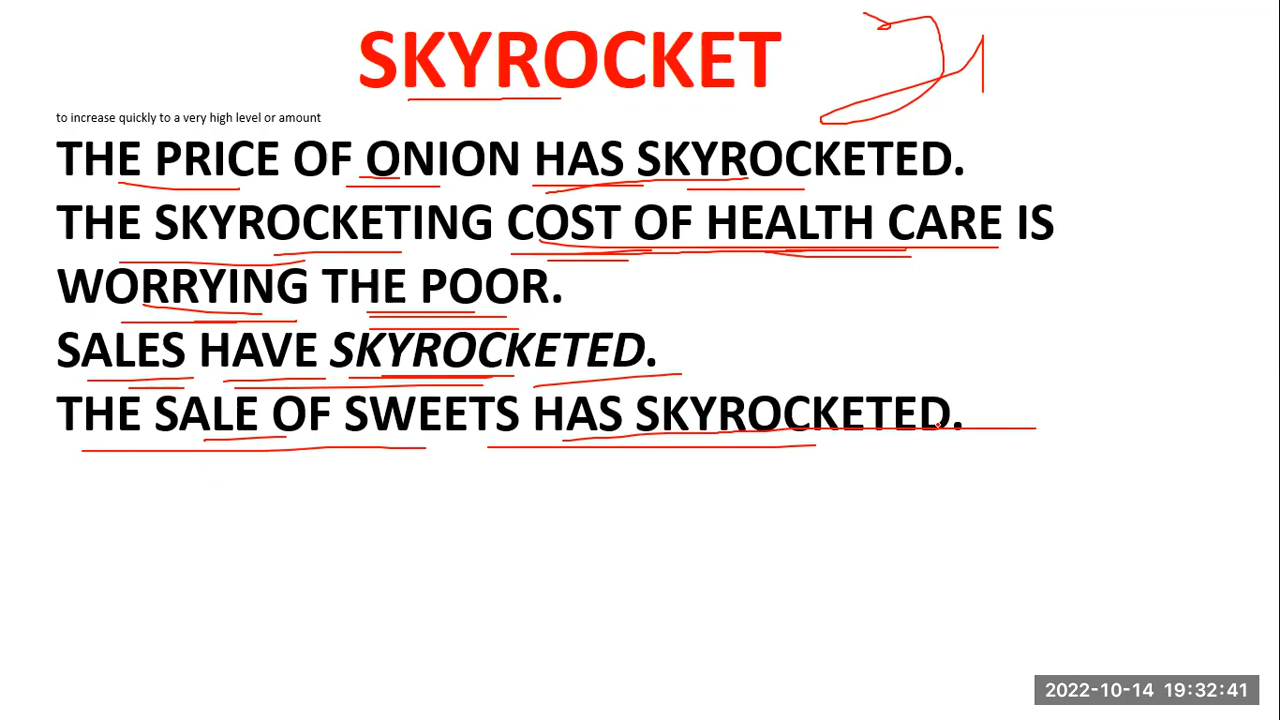 SKYROCKET
to increase quickly to a very high level or amount
THE PRICE OF ONION HAS SKYROCKETED.
THE SKYROCKETING COST OF HEALTH CARE IS
WORRYING THE POOR.
SALES HAVE SKYROCKETED.
THE SALE OF SWEETS HAS SKYROCKETED.
2022-10-14 19:32:41